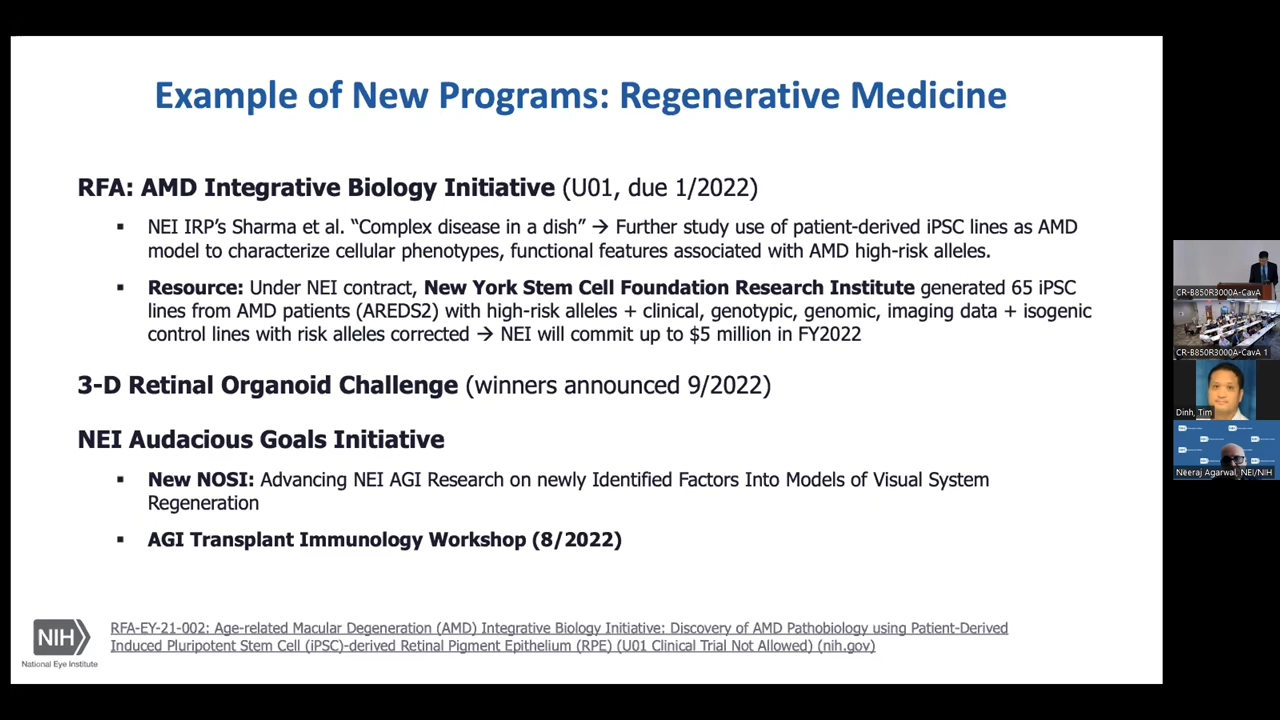 Example of New Programs: Regenerative Medicine
RFA: AMD Integrative Biology Initiative (U01, due 1/2022)
▪ NEI IRP's Sharma et al. “Complex disease in a dish” → Further study use of patient-derived iPSC lines as AMD
model to characterize cellular phenotypes, functional features associated with AMD high-risk alleles.
▪ Resource: Under NEI contract, New York Stem Cell Foundation Research Institute generated 65 iPSC
lines from AMD patients (AREDS2) with high-risk alleles + clinical, genotypic, genomic, imaging data + isogenic
control lines with risk alleles corrected → NEI will commit up to $5 million in FY2022
3-D Retinal Organoid Challenge (winners announced 9/2022)
NEI Audacious Goals Initiative
▪ New NOSI: Advancing NEI AGI Research on newly Identified Factors Into Models of Visual System
Regeneration
▪ AGI Transplant Immunology Workshop (8/2022)
NIH
National Eye Institute
RFA-EY-21-002: Age-related Macular Degeneration (AMD) Integrative Biology Initiative: Discovery of AMD Pathobiology using Patient-Derived
Induced Pluripotent Stem Cell (iPSC)-derived Retinal Pigment Epithelium (RPE) (U01 Clinical Trial Not Allowed) (nih.gov)
CR-B850R3000A-CavA
CR-B850R3000A-CavA 1
Dinh, Tim
Neeraj Agarwal, NEI/NIH